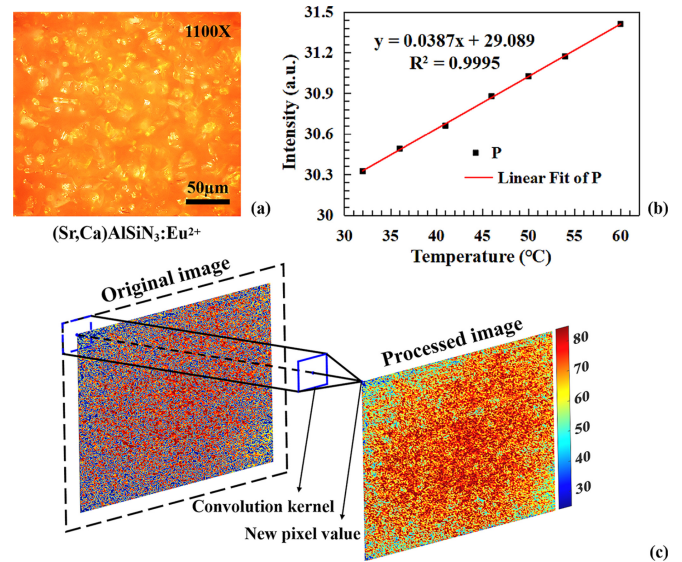 1100X
50μm
(a)
(Sr,Ca)AlSiN₃:Eu²⁺
31.5
31.2
30.9
30.6
30.3
30
Intensity (a.u.)
y = 0.0387x + 29.089
R² = 0.9995
P
Linear Fit of P
30 35 40 45 50 55 60
Temperature (°C)
(b)
Original image
Processed image
Convolution kernel
New pixel value
80
70
60
50
40
30
(c)